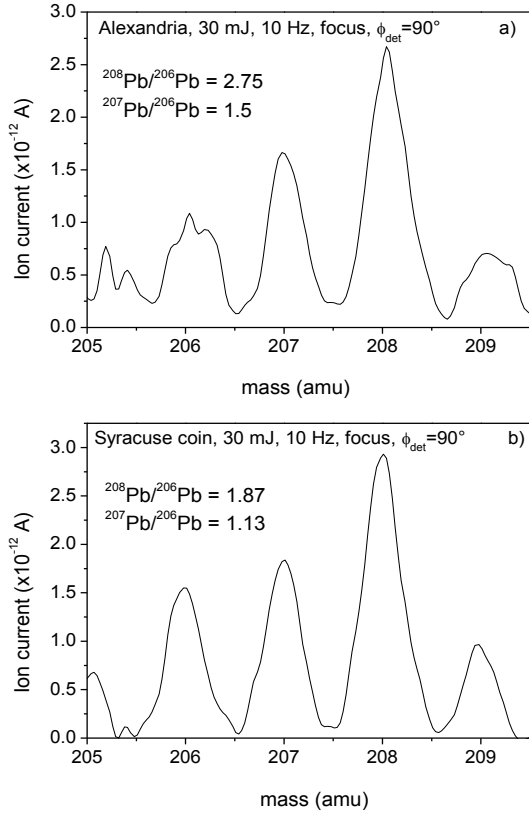 Alexandria, 30 mJ, 10 Hz, focus, ϕdet=90° a)
²⁰⁸Pb/²⁰⁶Pb = 2.75
²⁰⁷Pb/²⁰⁶Pb = 1.5
Ion current (x10⁻¹² A)
3.0
2.5
2.0
1.5
1.0
0.5
0.0
205 206 207 208 209
mass (amu)
Syracuse coin, 30 mJ, 10 Hz, focus, ϕdet=90° b)
²⁰⁸Pb/²⁰⁶Pb = 1.87
²⁰⁷Pb/²⁰⁶Pb = 1.13
Ion current (x10⁻¹² A)
3.0
2.5
2.0
1.5
1.0
0.5
0.0
205 206 207 208 209
mass (amu)